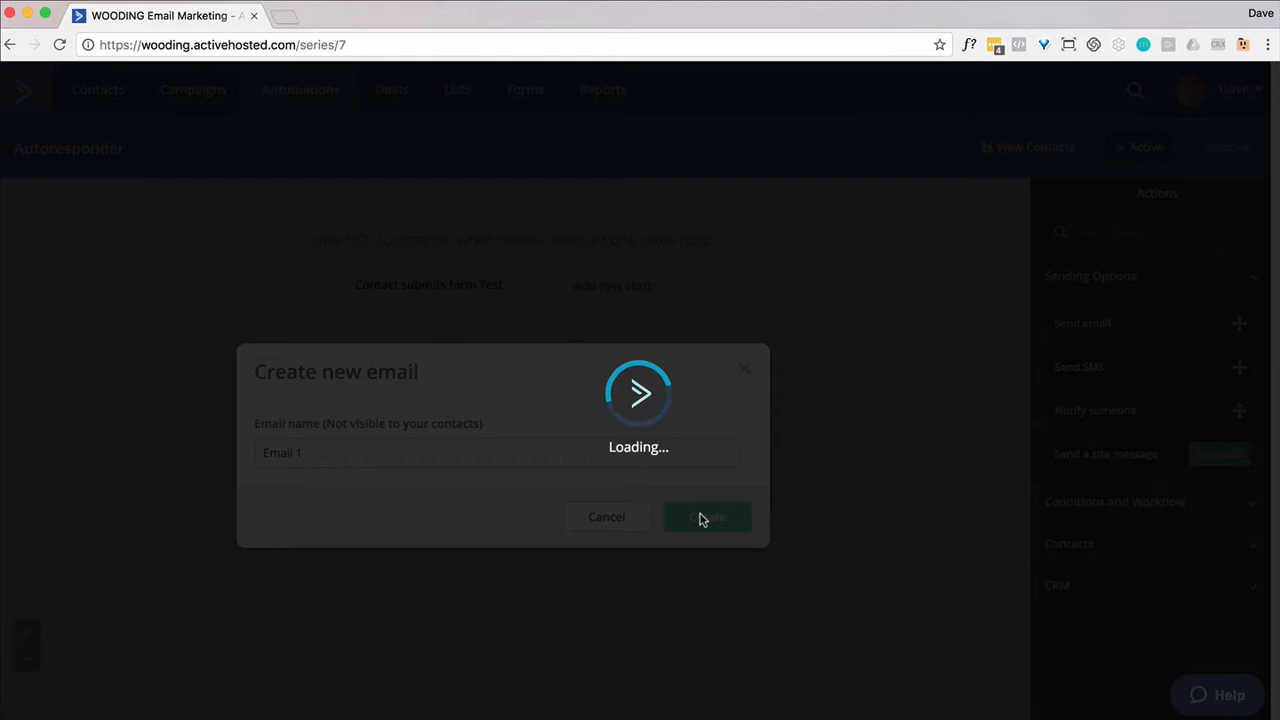 WOODING Email Marketing - A
Dave
https://wooding.activehosted.com/series/7
f?
4
CRX
Contacts
Campaigns
Automations
Deals
Lists
Forms
Reports
Dave
Autoresponder
View Contacts
Active
Actions
Contact submits form Test
Add new start
Sending Options
Send email
Send SMS
Notify someone
Send a site message
Conditions and Workflow
Contacts
CRM
Create new email
Email name (Not visible to your contacts)
Email 1
Loading...
Cancel
Create
Help